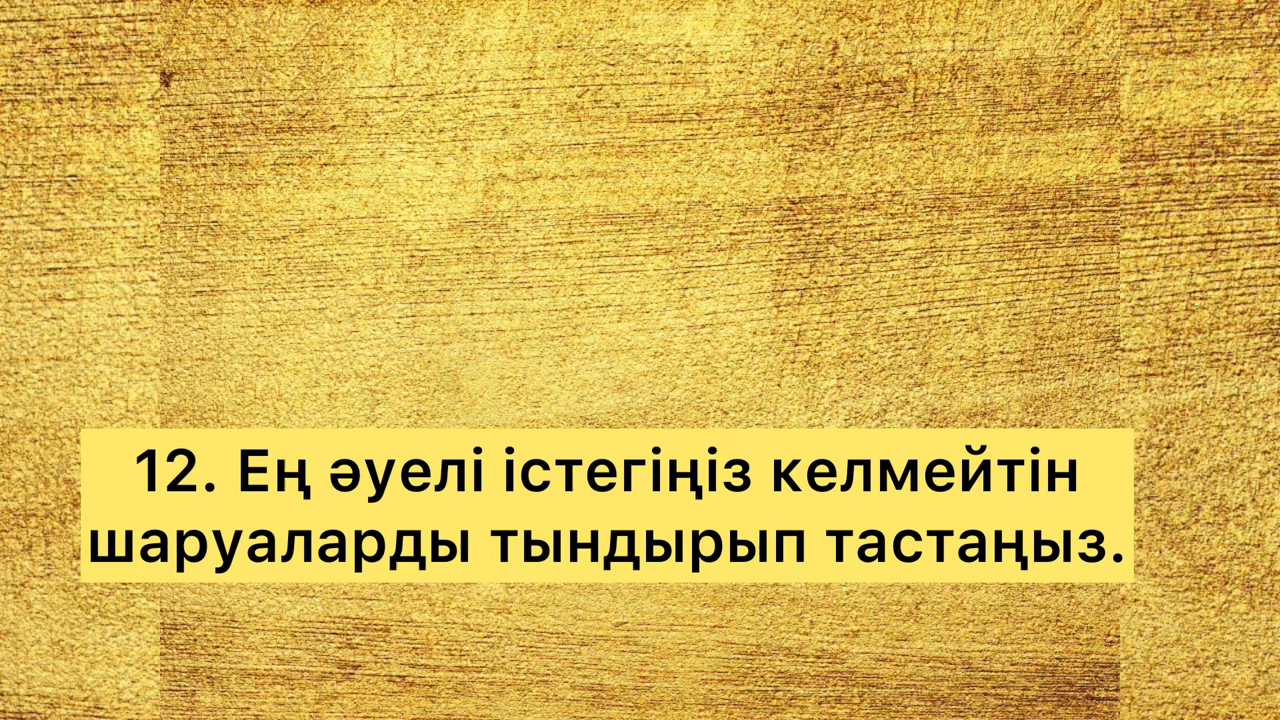 12. Ең әуелі істегіңіз келмейтін
шаруаларды тындырып тастаңыз.